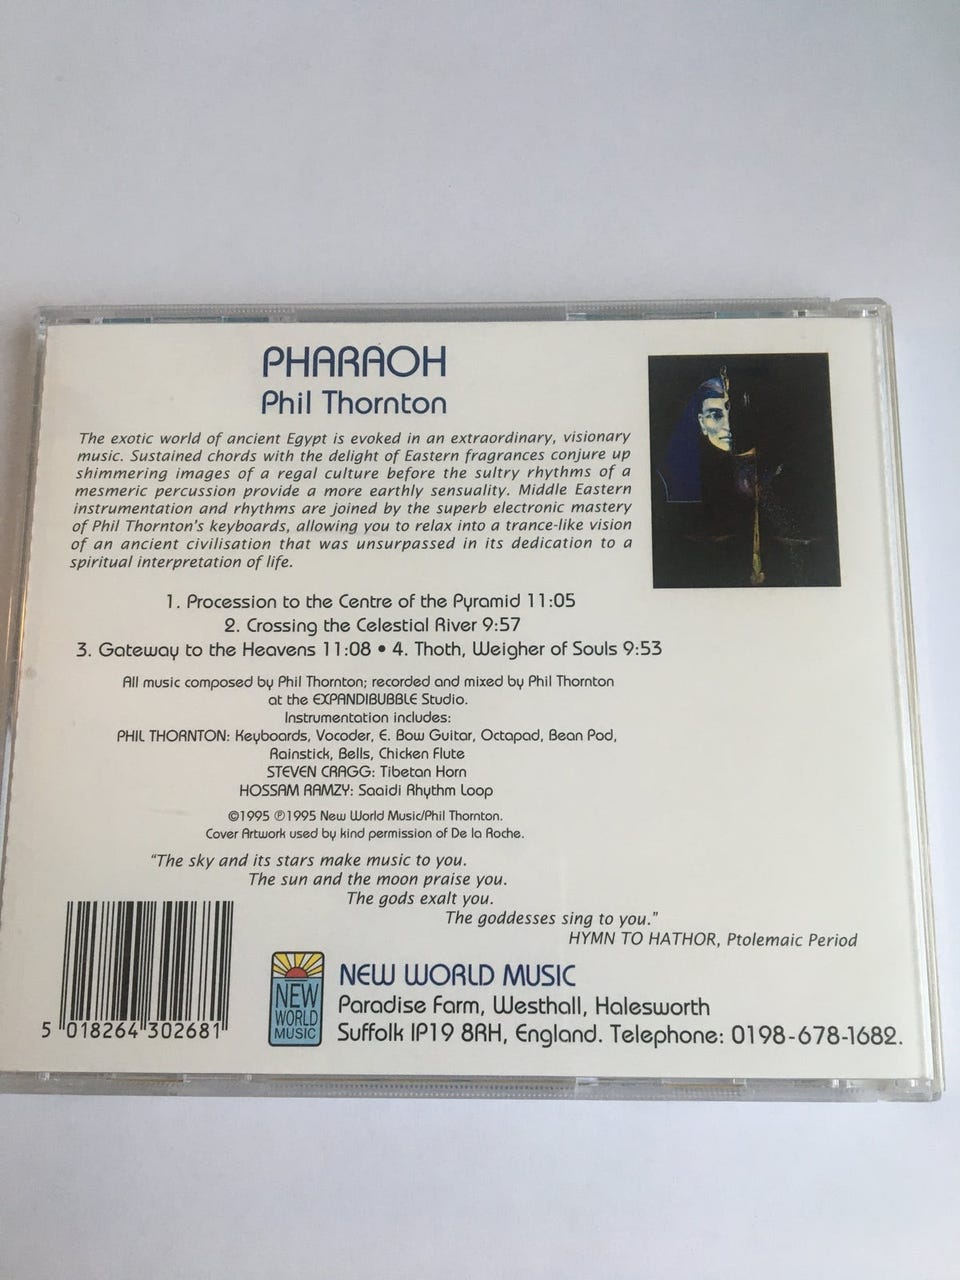 PHARAOH
Phil Thornton
The exotic world of ancient Egypt is evoked in an extraordinary, visionary
music. Sustained chords with the delight of Eastern fragrances conjure up
shimmering images of a regal culture before the sultry rhythms of a
mesmeric percussion provide a more earthly sensuality. Middle Eastern
instrumentation and rhythms are joined by the superb electronic mastery
of Phil Thornton's keyboards, allowing you to relax into a trance-like vision
of an ancient civilisation that was unsurpassed in its dedication to a
spiritual interpretation of life.
1. Procession to the Centre of the Pyramid 11:05
2. Crossing the Celestial River 9:57
3. Gateway to the Heavens 11:08 • 4. Thoth, Weigher of Souls 9:53
All music composed by Phil Thornton; recorded and mixed by Phil Thornton
at the EXPANDIBUBBLE Studio.
Instrumentation includes:
PHIL THORNTON: Keyboards, Vocoder, E. Bow Guitar, Octapad, Bean Pod,
Rainstick, Bells, Chicken Flute
STEVEN CRAGG: Tibetan Horn
HOSSAM RAMZY: Saaidi Rhythm Loop
©1995 ℗1995 New World Music/Phil Thornton.
Cover Artwork used by kind permission of De la Roche.
"The sky and its stars make music to you.
The sun and the moon praise you.
The gods exalt you.
The goddesses sing to you."
HYMN TO HATHOR, Ptolemaic Period
5 018264 302681
NEW
WORLD
MUSIC
NEW WORLD MUSIC
Paradise Farm, Westhall, Halesworth
Suffolk IP19 8RH, England. Telephone: 0198-678-1682.